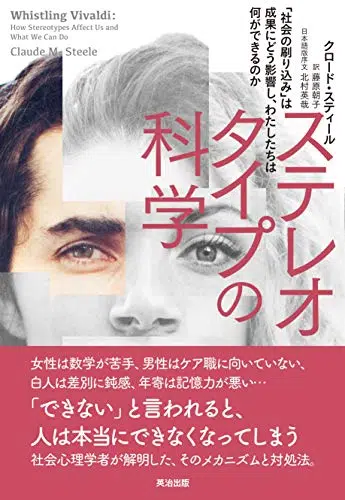 Whistling Vivaldi:
How Stereotypes Affect Us and
What We Can Do
Claude M. Steele
クロード・スティール
訳 藤原朝子
日本語版序文 北村英哉
「社会の刷り込み」は
成果にどう影響し、わたしたちは
何ができるのか
ステレオ
タイプの
科学
女性は数学が苦手、男性はケア職に向いていない、
白人は差別に鈍感、年寄は記憶力が悪い…
「できない」と言われると、
人は本当にできなくなってしまう
社会心理学者が解明した、そのメカニズムと対処法。
英治出版